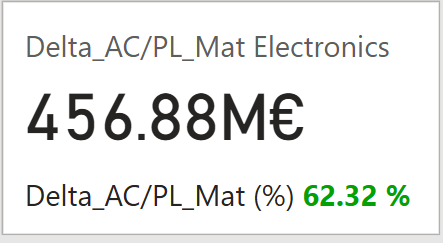 Delta_AC/PL_Mat Electronics
456.88M€
Delta_AC/PL_Mat (%) 62.32 %